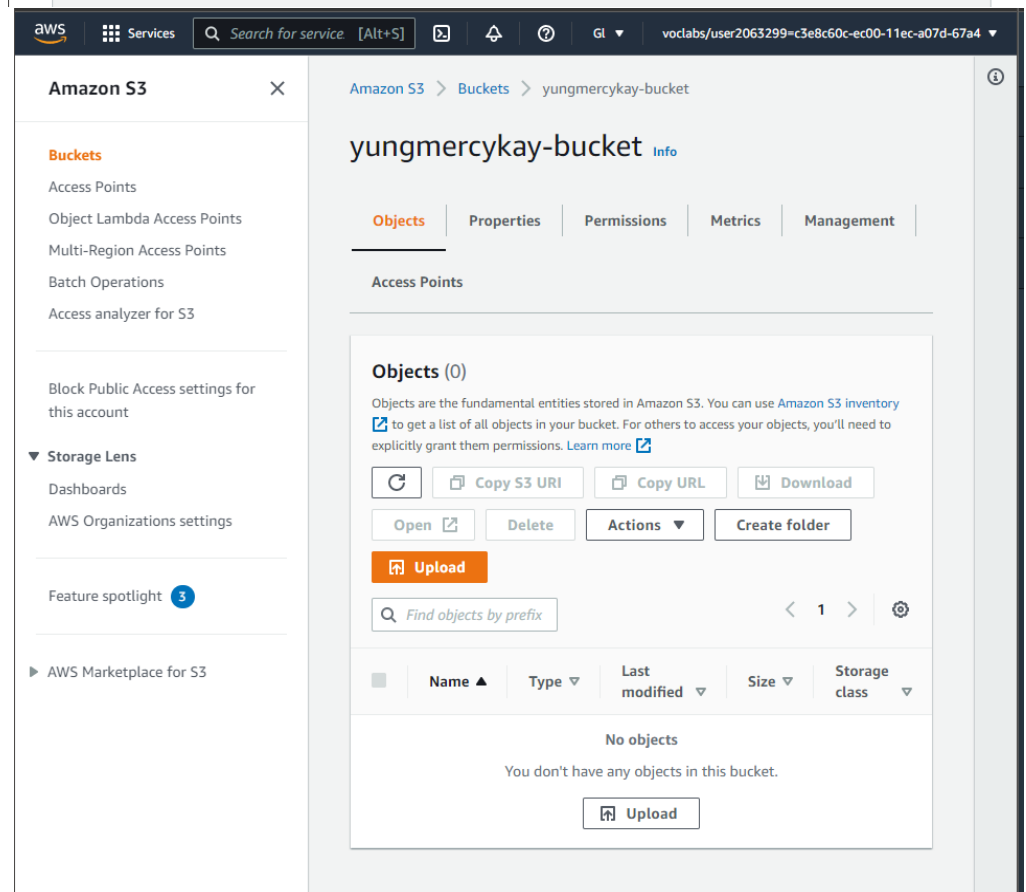 aws
Services
Search for service [Alt+S]
Gl
voclabs/user2063299=c3e8c60c-ec00-11ec-a07d-67a4
Amazon S3
Buckets
Access Points
Object Lambda Access Points
Multi-Region Access Points
Batch Operations
Access analyzer for S3
Block Public Access settings for
this account
Storage Lens
Dashboards
AWS Organizations settings
Feature spotlight 3
AWS Marketplace for S3
Amazon S3 > Buckets > yungmercykay-bucket
yungmercykay-bucket Info
Objects Properties Permissions Metrics Management
Access Points
Objects (0)
Objects are the fundamental entities stored in Amazon S3. You can use Amazon S3 inventory
to get a list of all objects in your bucket. For others to access your objects, you'll need to
explicitly grant them permissions. Learn more
Copy S3 URI Copy URL Download
Open Delete Actions Create folder
Upload
Find objects by prefix
1
Name Type Last modified Size Storage class
No objects
You don't have any objects in this bucket.
Upload